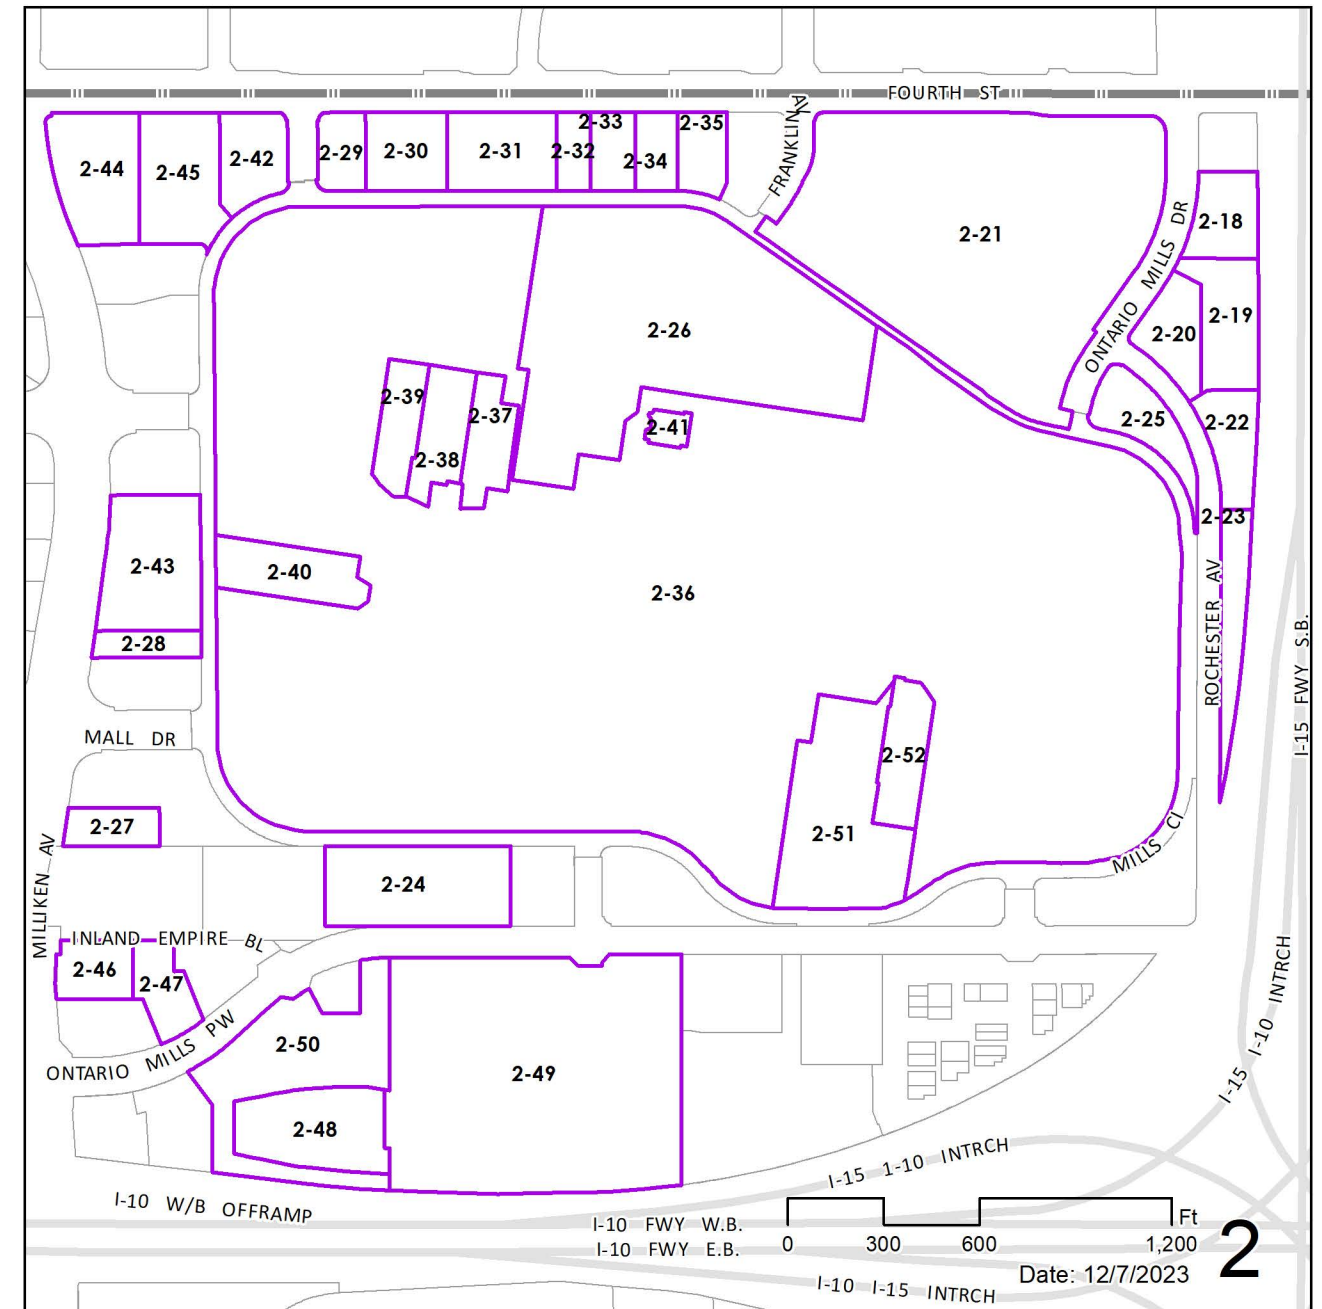 FOURTH ST
FRANKLIN AV
2-44
2-45
2-42
2-29
2-30
2-31
2-32
2-33
2-34
2-35
2-21
ONTARIO MILLS DR
2-18
2-19
2-20
2-22
2-25
2-23
2-26
2-39
2-37
2-38
2-41
2-43
2-28
2-40
2-36
ROCHESTER AV
I-15 FWY S.B.
MALL DR
2-52
2-51
2-27
MILLS CI
MILLIKEN AV
2-24
INLAND EMPIRE BL
2-46
2-47
ONTARIO MILLS PW
2-50
2-49
2-48
I-15 I-10 INTRCH
I-15 1-10 INTRCH
I-10 W/B OFFRAMP
I-10 FWY W.B.
I-10 FWY E.B.
I-10 I-15 INTRCH
Ft
0 300 600 1,200
Date: 12/7/2023
2